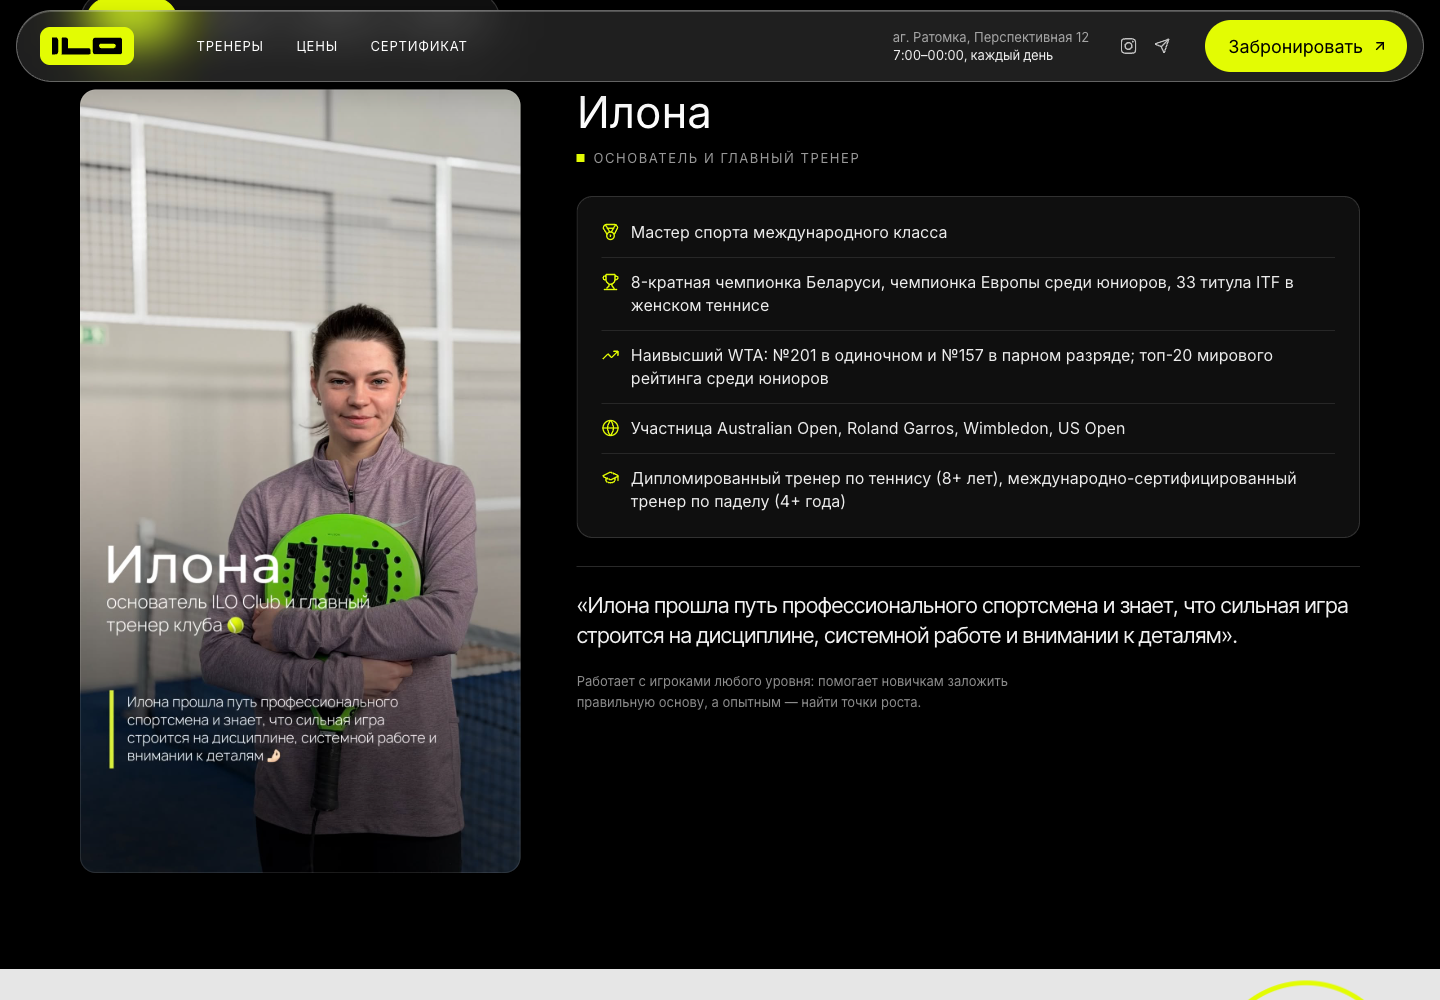 ILO
ТРЕНЕРЫ
ЦЕНЫ
СЕРТИФИКАТ
аг. Ратомка, Перспективная 12
7:00–00:00, каждый день
Забронировать
Илона
ОСНОВАТЕЛЬ И ГЛАВНЫЙ ТРЕНЕР
Мастер спорта международного класса
8-кратная чемпионка Беларуси, чемпионка Европы среди юниоров, 33 титула ITF в
женском теннисе
Наивысший WTA: №201 в одиночном и №157 в парном разряде; топ-20 мирового
рейтинга среди юниоров
Участница Australian Open, Roland Garros, Wimbledon, US Open
Дипломированный тренер по теннису (8+ лет), международно-сертифицированный
тренер по паделу (4+ года)
«Илона прошла путь профессионального спортсмена и знает, что сильная игра
строится на дисциплине, системной работе и внимании к деталям».
Работает с игроками любого уровня: помогает новичкам заложить
правильную основу, а опытным — найти точки роста.
Илона
основатель ILO Club и главный
тренер клуба 🎾
Илона прошла путь профессионального
спортсмена и знает, что сильная игра
строится на дисциплине, системной работе и
внимании к деталям 🤌🏻